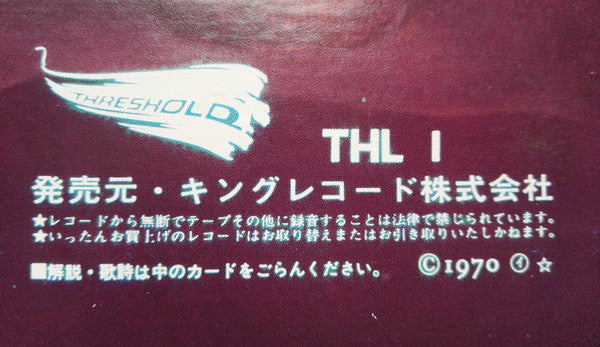 THRESHOLD
THL 1
発売元・キングレコード株式会社
★レコードから無断でテープその他に録音することは法律で禁じられています。
★いったんお買上げのレコードはお取り替えまたはお引き取りいたしかねます。
■解説・歌詩は中のカードをごらんください。 ©1970 ㋑ ☆